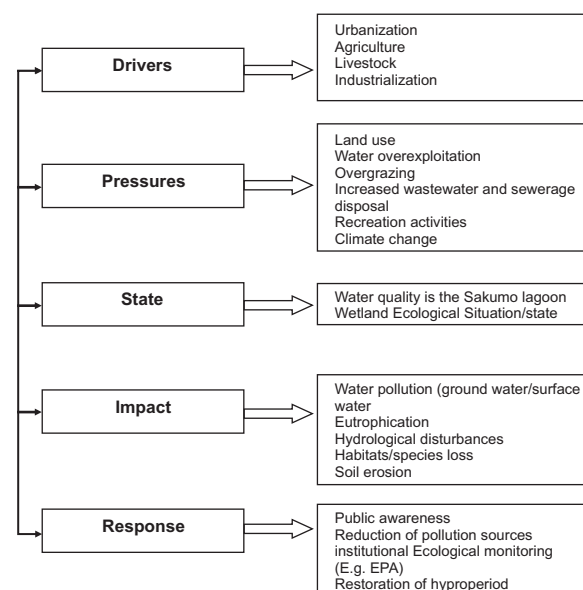 Drivers
Urbanization
Agriculture
Livestock
Industrialization
Pressures
Land use
Water overexploitation
Overgrazing
Increased wastewater and sewerage
disposal
Recreation activities
Climate change
State
Water quality is the Sakumo lagoon
Wetland Ecological Situation/state
Impact
Water pollution (ground water/surface
water
Eutrophication
Hydrological disturbances
Habitats/species loss
Soil erosion
Response
Public awareness
Reduction of pollution sources
institutional Ecological monitoring
(E.g. EPA)
Restoration of hyproperiod